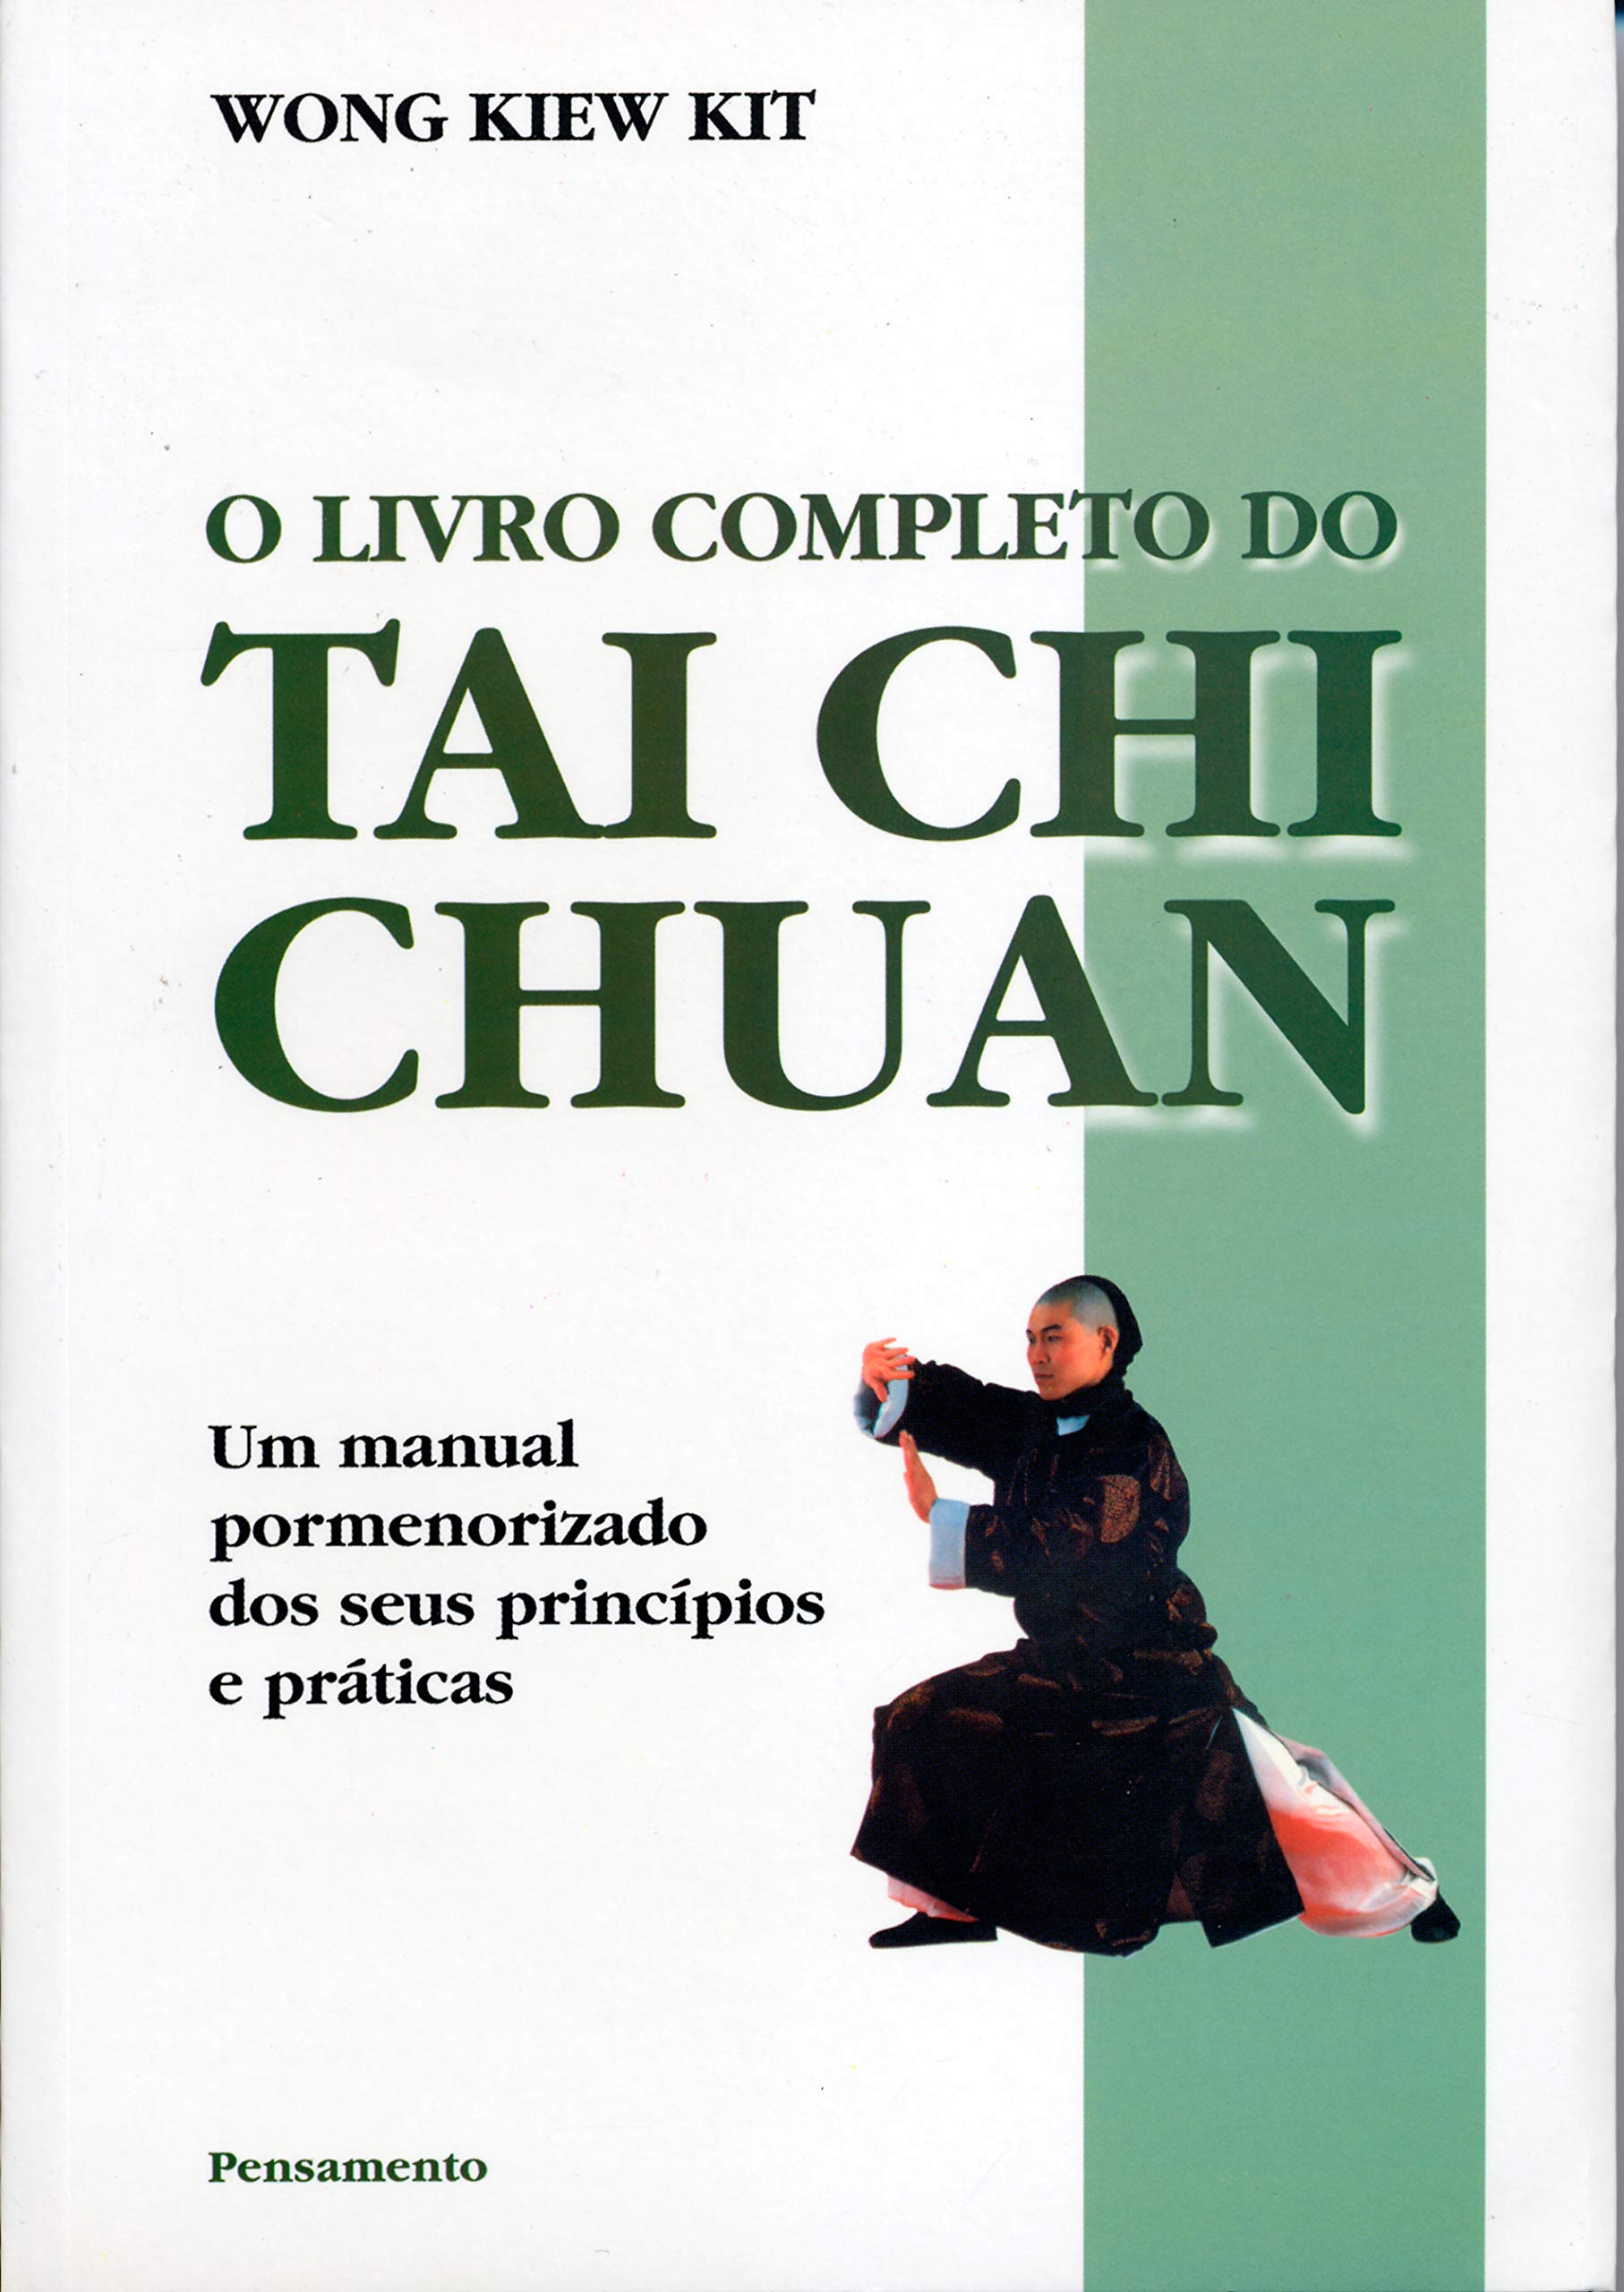 WONG KIEW KIT
O LIVRO COMPLETO DO
TAI CHI
CHUAN
Um manual
pormenorizado
dos seus princípios
e práticas
Pensamento